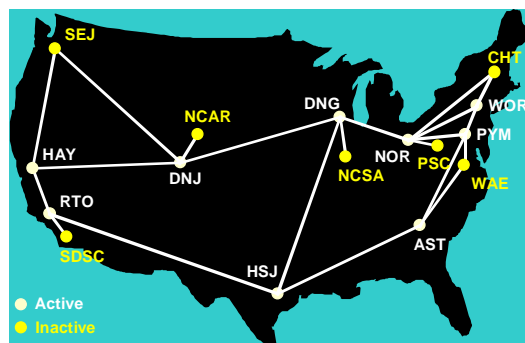 SEJ
CHT
DNG
WOR
NCAR
PYM
HAY
NOR
PSC
DNJ
NCSA
WAE
RTO
AST
SDSC
HSJ
Active
Inactive